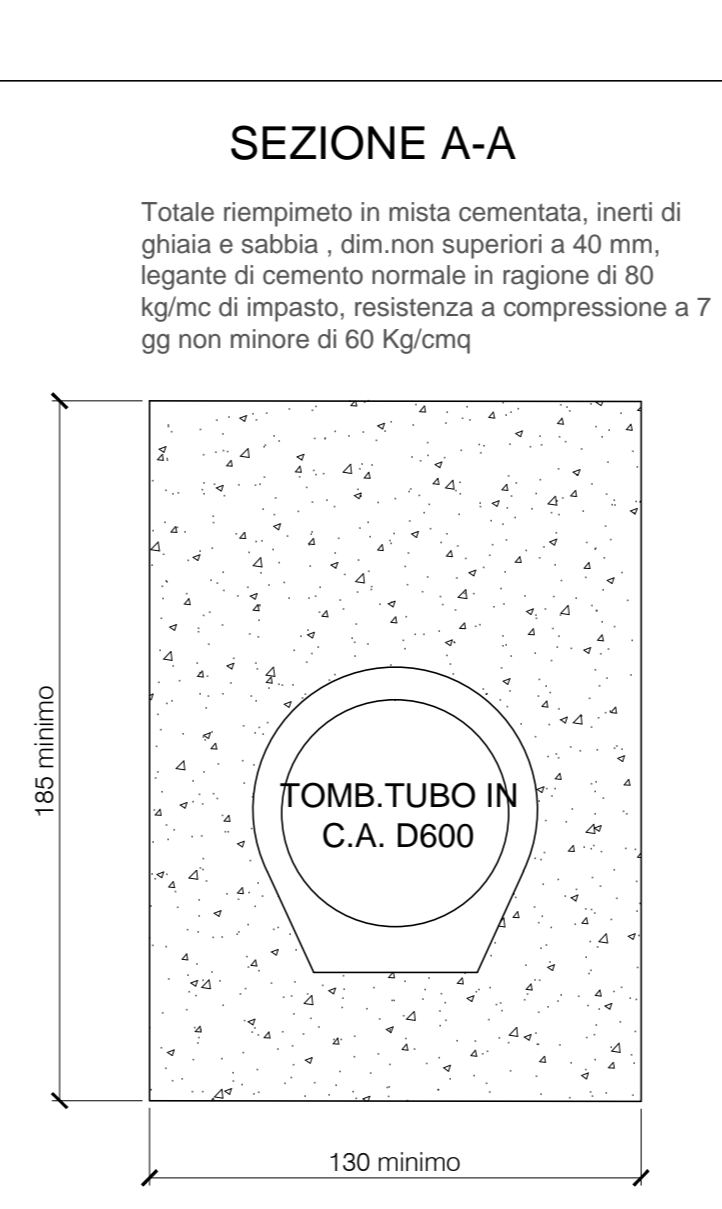 SEZIONE A-A
Totale riempimeto in mista cementata, inerti di
ghiaia e sabbia , dim.non superiori a 40 mm,
legante di cemento normale in ragione di 80
kg/mc di impasto, resistenza a compressione a 7
gg non minore di 60 Kg/cmq
185 minimo
TOMB.TUBO IN
C.A. D600
130 minimo